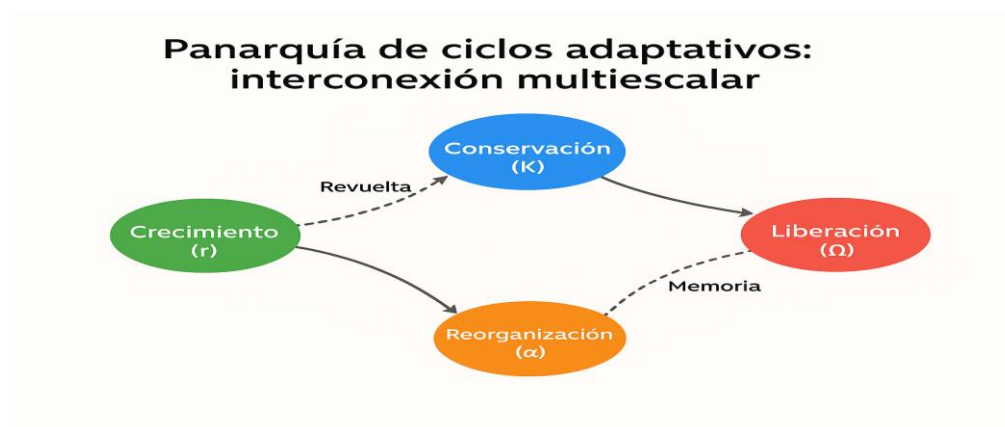 Panarquía de ciclos adaptativos:
interconexión multiescalar
Conservación
(K)
Revuelta
Crecimiento
(r)
Liberación
(Ω)
Memoria
Reorganización
(α)